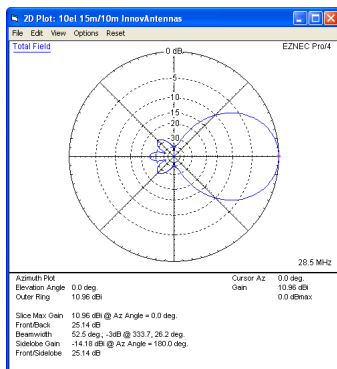 2D Plot: 10el 15m/10m InnovAntennas
File Edit View Options Reset
Total Field
EZNEC Pro/4
0 dB
-5
-10
-15
-20
-30
28.5 MHz
Azimuth Plot
Elevation Angle 0.0 deg.
Outer Ring 10.96 dBi
Cursor Az 0.0 deg.
Gain 10.96 dBi
0.0 dBmax
Slice Max Gain 10.96 dBi @ Az Angle = 0.0 deg.
Front/Back 25.14 dB
Beamwidth 52.5 deg.; -3dB @ 333.7, 26.2 deg.
Sidelobe Gain -14.18 dBi @ Az Angle = 180.0 deg.
Front/Sidelobe 25.14 dB